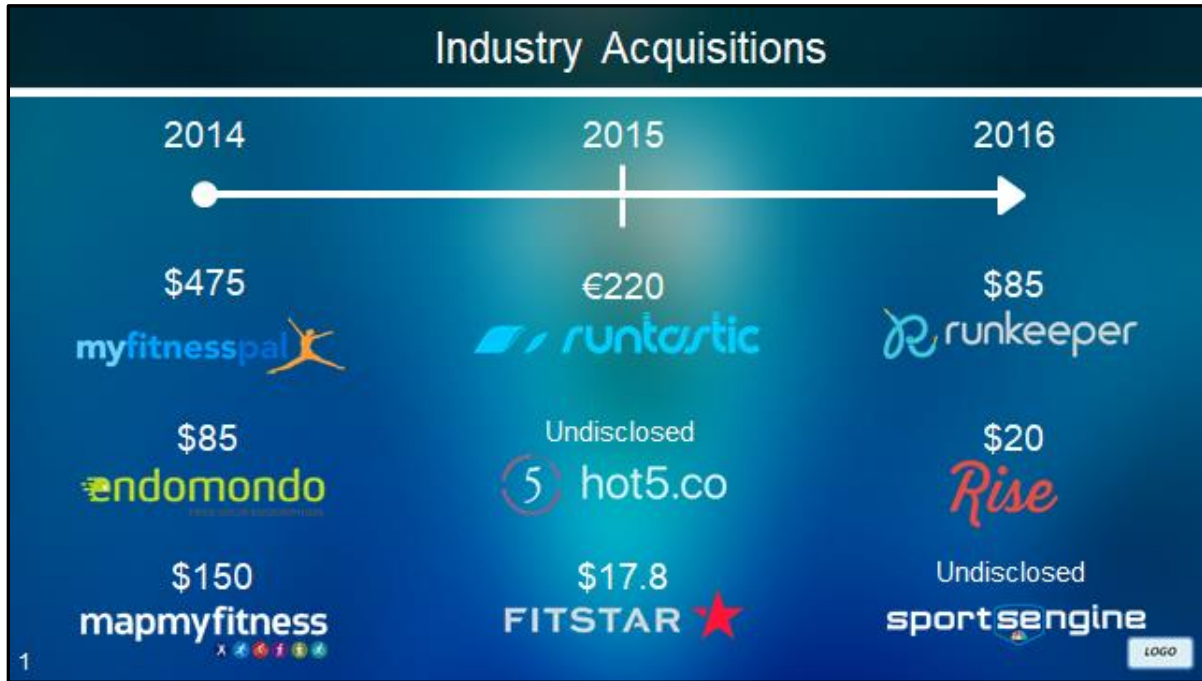 Industry Acquisitions
2014
2015
2016
$475
myfitnesspal
€220
runtastic
$85
runkeeper
$85
endomondo
Undisclosed
5 hot5.co
$20
Rise
$150
mapmyfitness
$17.8
FITSTAR
Undisclosed
sportsengine
1
LOGO